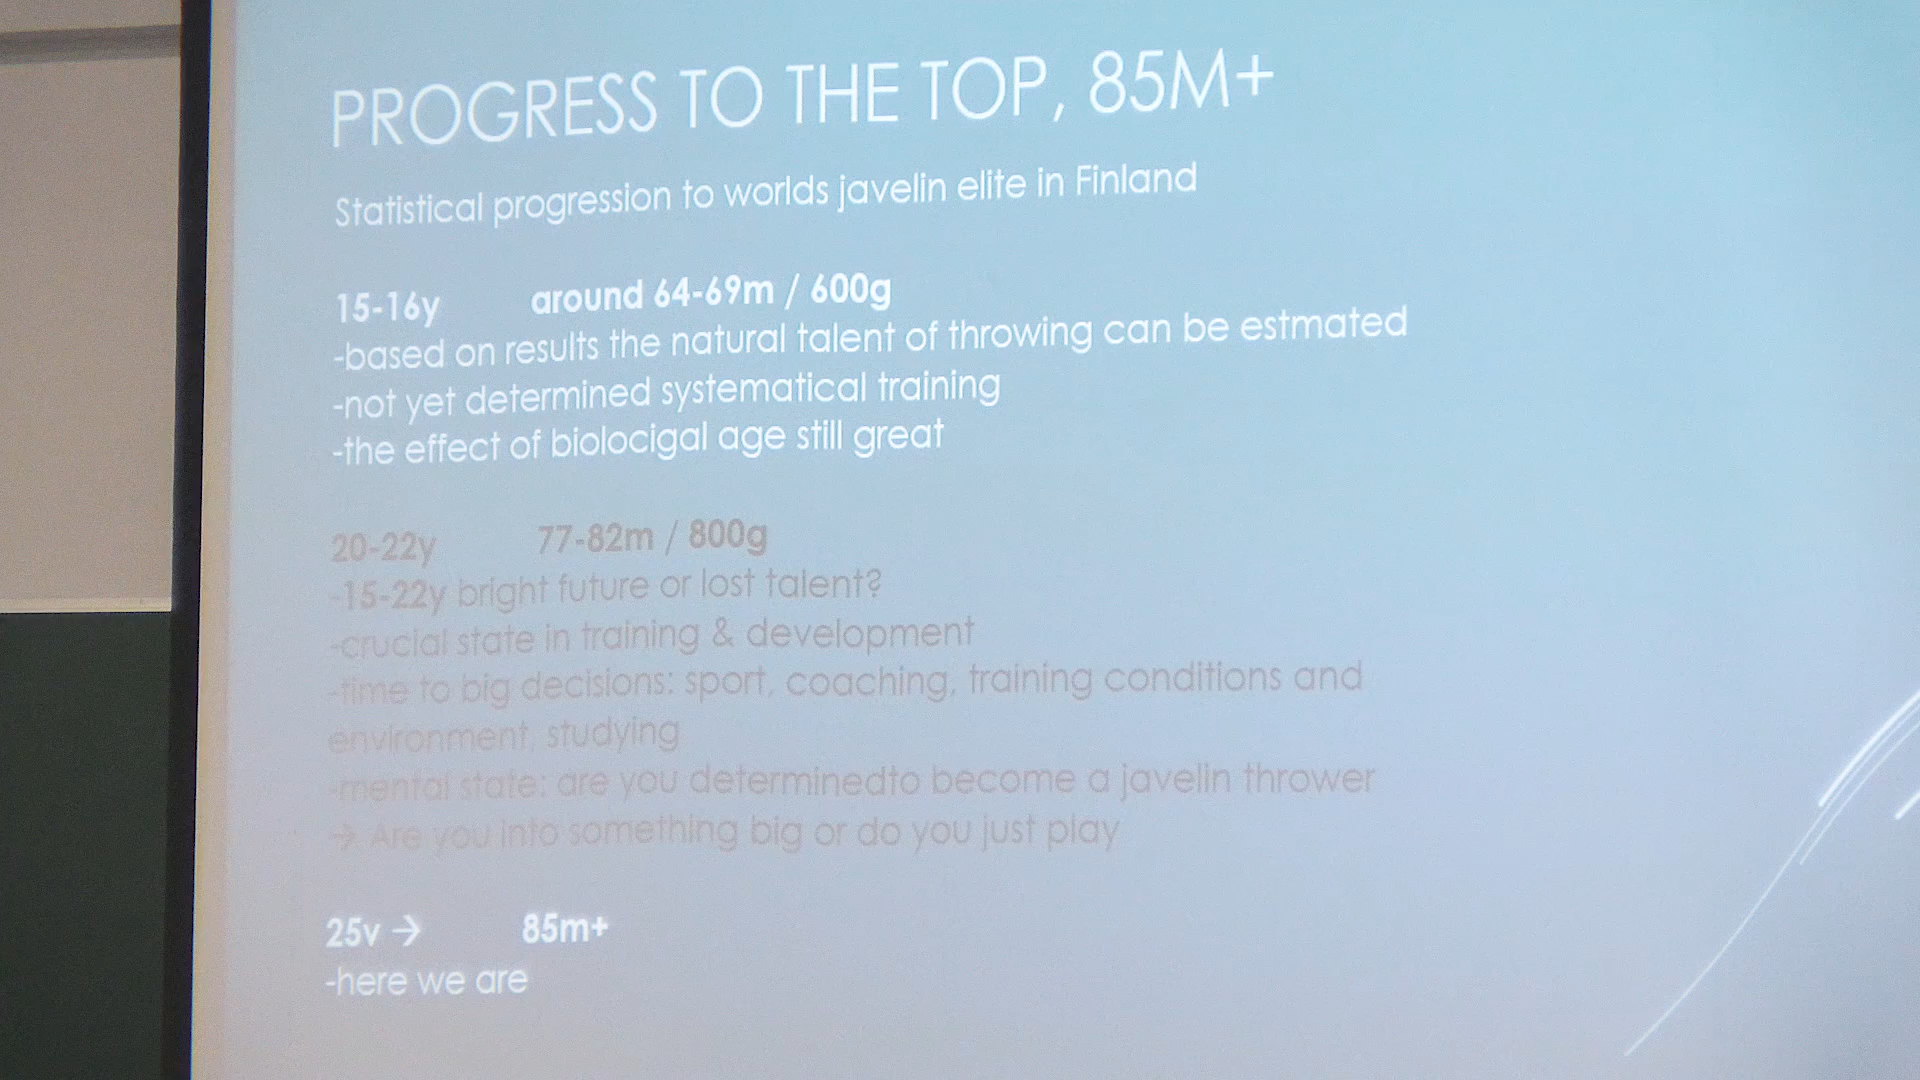 PROGRESS TO THE TOP, 85M+
Statistical progression to worlds javelin elite in Finland
15-16y around 64-69m / 600g
-based on results the natural talent of throwing can be estmated
-not yet determined systematical training
-the effect of biolocigal age still great
20-22y 77-82m / 800g
-15-22y bright future or lost talent?
-crucial state in training & development
-time to big decisions: sport, coaching, training conditions and
environment, studying
-mental state: are you determinedto become a javelin thrower
→ Are you into something big or do you just play
25v → 85m+
-here we are